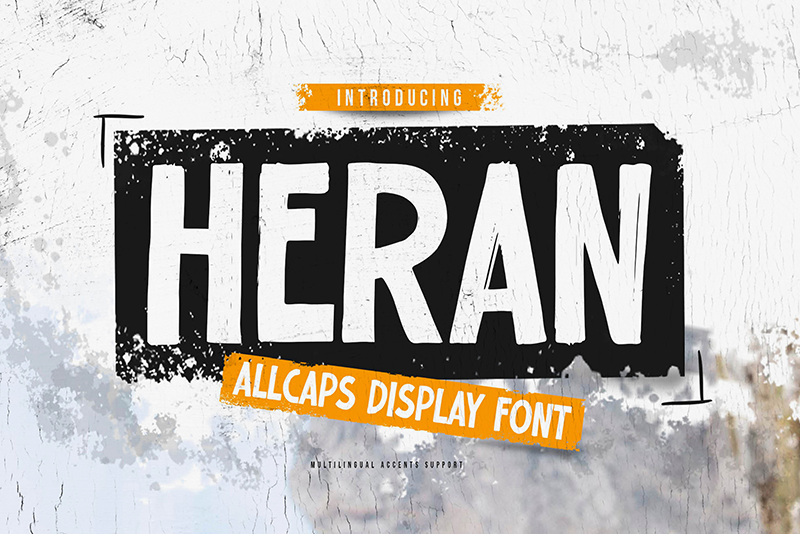 INTRODUCING
HERAN
ALLCAPS DISPLAY FONT
MULTILINGUAL ACCENTS SUPPORT